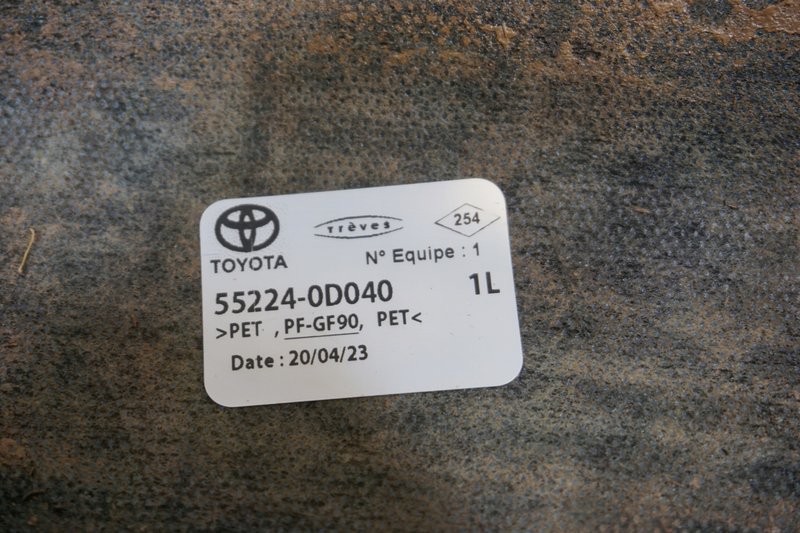 Trèves
254
TOYOTA
N° Equipe : 1
55224-0D040
1L
>PET , PF-GF90, PET<
Date : 20/04/23